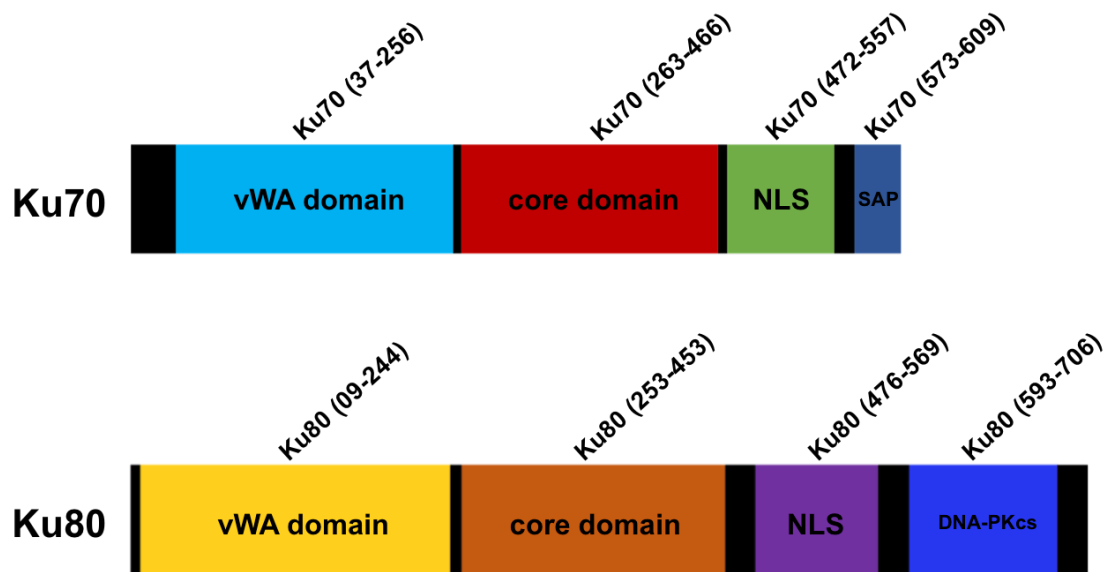 Ku70 (37-256)
Ku70 (263-466)
Ku70 (472-557)
Ku70 (573-609)
Ku70
vWA domain
core domain
NLS
SAP
Ku80 (09-244)
Ku80 (253-453)
Ku80 (476-569)
Ku80 (593-706)
Ku80
vWA domain
core domain
NLS
DNA-PKcs